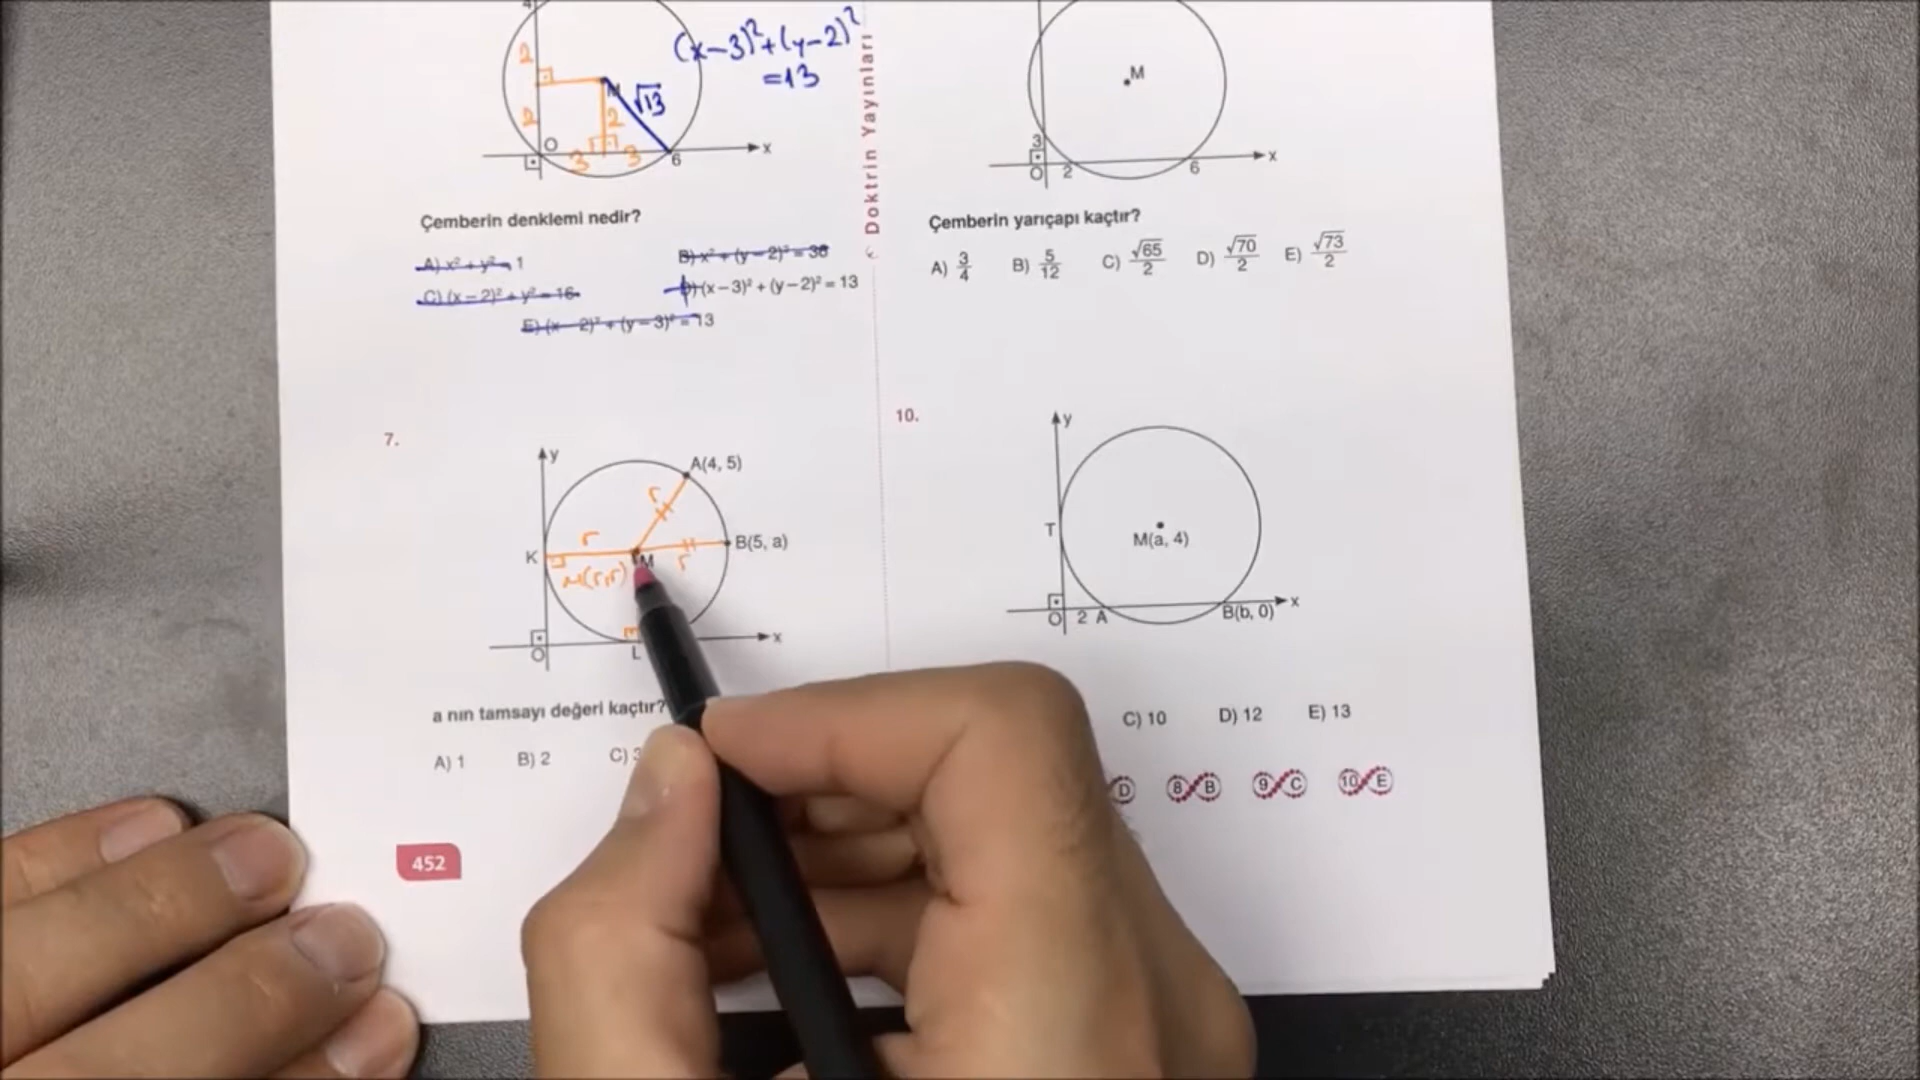 4
2
2
2
3
3
M
√13
(x-3)²+(y-2)²
=13
O
6
x
Çemberin denklemi nedir?
A) x² + y² = 1
B) x² + (y – 2)² = 36
C) (x – 2)² + y² = 16
D) (x – 3)² + (y – 2)² = 13
E) (x – 2)² + (y – 3)² = 13
7.
y
A(4, 5)
r
r
K
B(5, a)
M
M(r,r)
r
O
L
x
a nın tamsayı değeri kaçtır?
A) 1 B) 2 C) 3
452
Doktrin Yayınları
M
3
O
2
6
x
Çemberin yarıçapı kaçtır?
A) 3/4 B) 5/12 C) √65/2 D) √70/2 E) √73/2
10.
y
T
M(a, 4)
O
2 A
B(b, 0)
x
C) 10 D) 12 E) 13
D 8 B 9 C 10 E